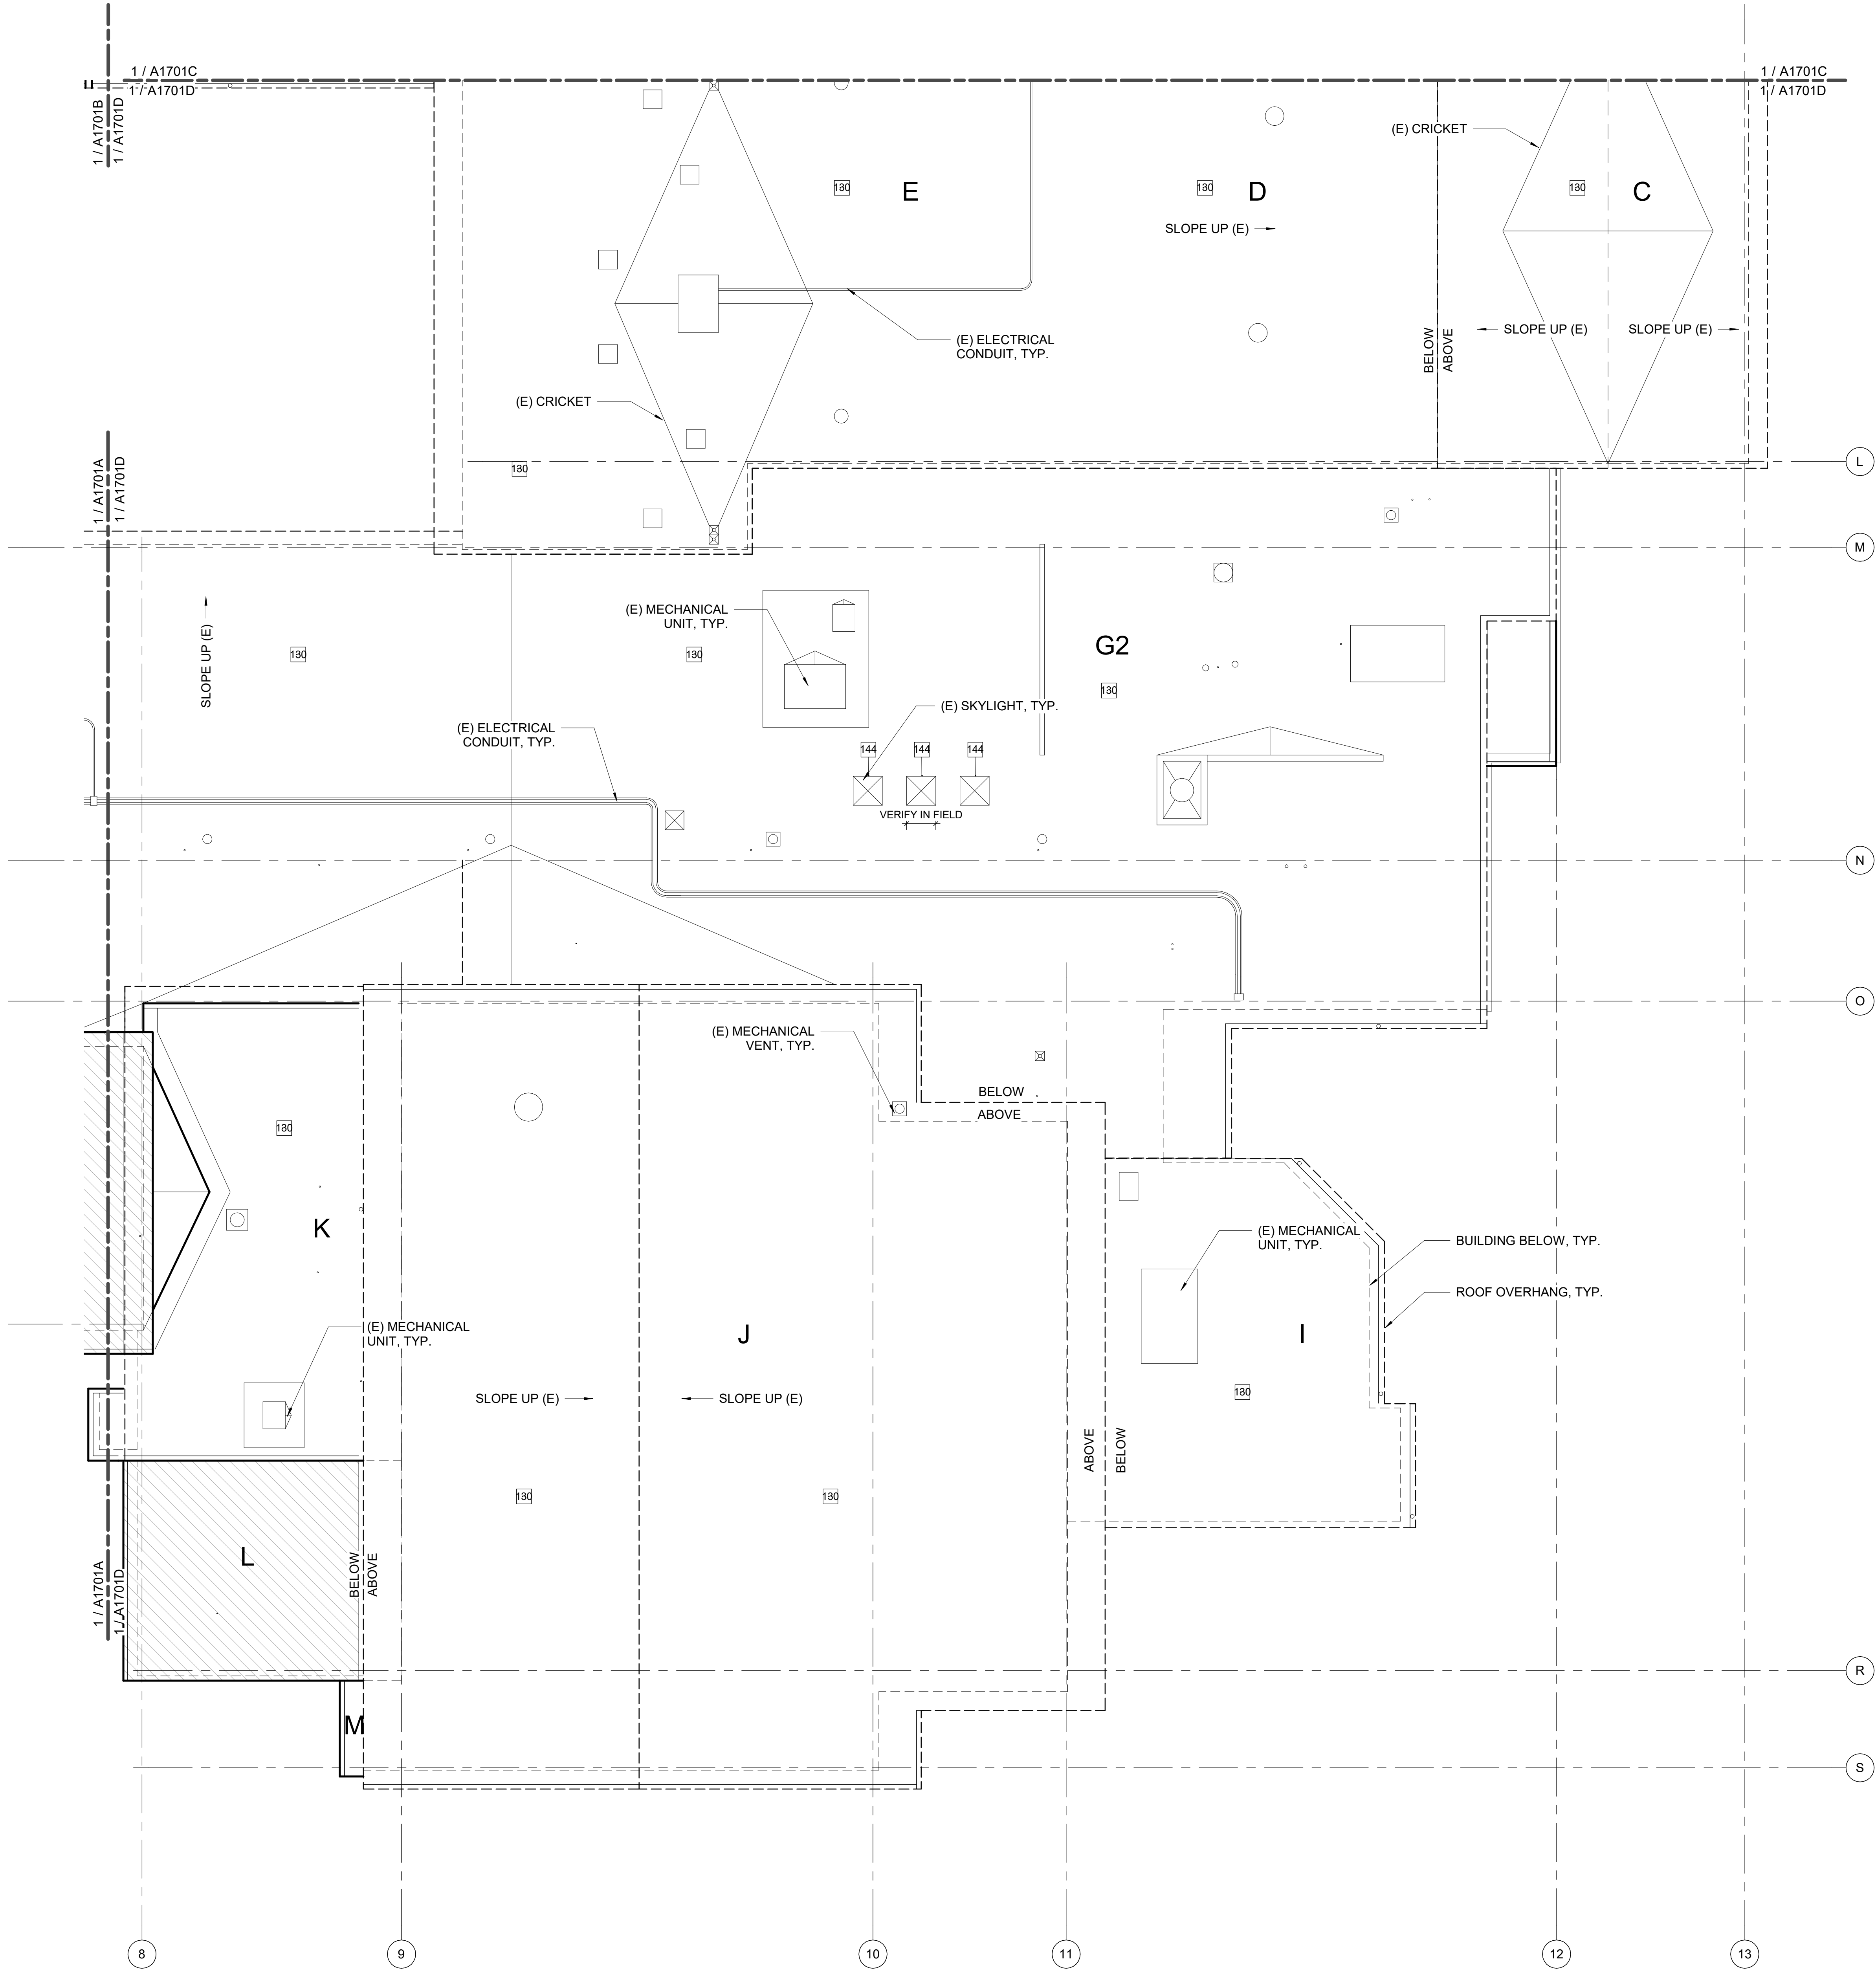 1 / A1701C
1 / A1701D
1 / A1701C
1 / A1701D
1 / A1701B
1 / A1701D
(E) CRICKET
130
E
130
D
130
C
SLOPE UP (E)
SLOPE UP (E)
SLOPE UP (E)
(E) ELECTRICAL
CONDUIT, TYP.
BELOW
ABOVE
(E) CRICKET
L
130
1 / A1701A
1 / A1701D
M
(E) MECHANICAL
UNIT, TYP.
SLOPE UP (E)
G2
130
130
130
(E) SKYLIGHT, TYP.
(E) ELECTRICAL
CONDUIT, TYP.
144
144
144
VERIFY IN FIELD
N
O
(E) MECHANICAL
VENT, TYP.
BELOW
ABOVE
130
K
(E) MECHANICAL
UNIT, TYP.
BUILDING BELOW, TYP.
ROOF OVERHANG, TYP.
(E) MECHANICAL
UNIT, TYP.
J
I
SLOPE UP (E)
SLOPE UP (E)
130
ABOVE
BELOW
130
130
L
BELOW
ABOVE
1 / A1701A
1 / A1701D
R
M
S
8
9
10
11
12
13